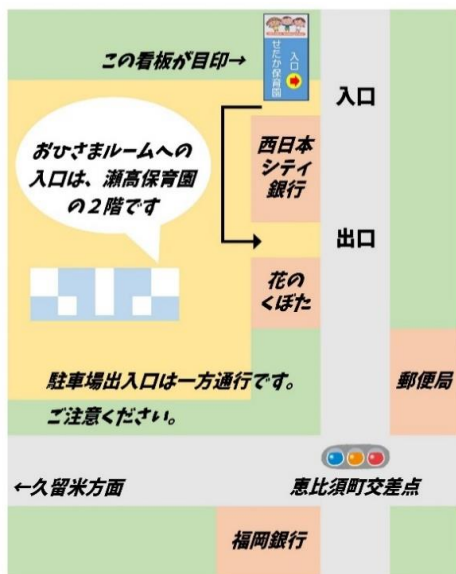 この看板が目印→
せたか保育園
入口
入口
おひさまルームへの
入口は、瀬高保育園
の２階です
西日本
シティ
銀行
出口
花の
くぼた
駐車場出入口は一方通行です。
ご注意ください。
郵便局
←久留米方面
恵比須町交差点
福岡銀行